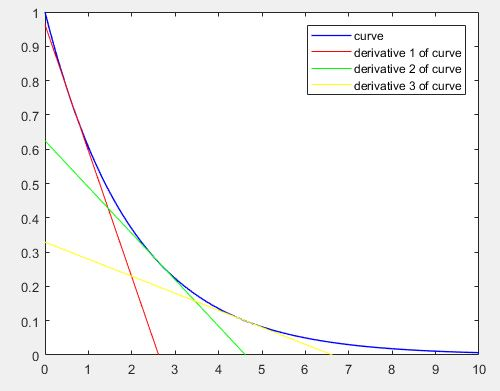 1
0.9
0.8
0.7
0.6
0.5
0.4
0.3
0.2
0.1
0
curve
derivative 1 of curve
derivative 2 of curve
derivative 3 of curve
0 1 2 3 4 5 6 7 8 9 10